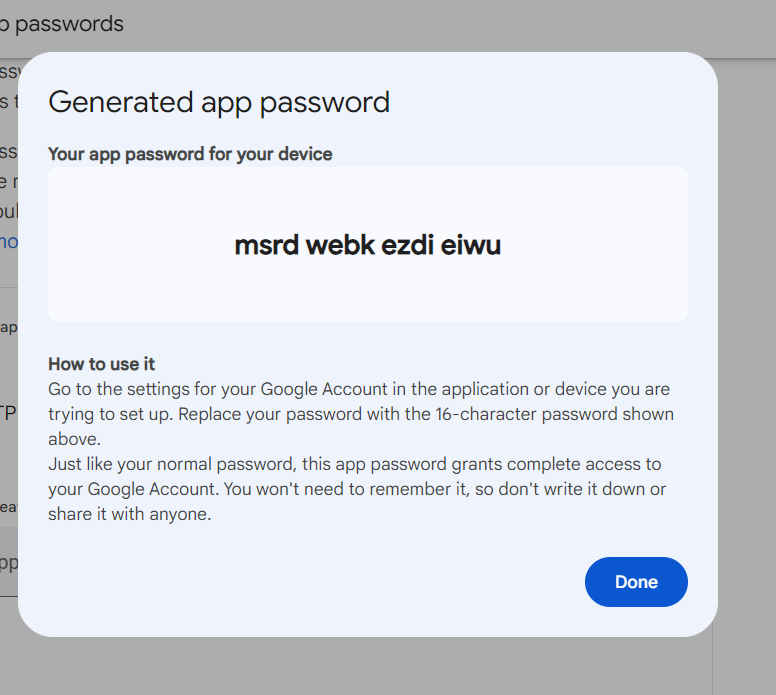 p passwords
Generated app password
Your app password for your device
msrd webk ezdi eiwu
How to use it
Go to the settings for your Google Account in the application or device you are
trying to set up. Replace your password with the 16-character password shown
above.
Just like your normal password, this app password grants complete access to
your Google Account. You won't need to remember it, so don't write it down or
share it with anyone.
Done